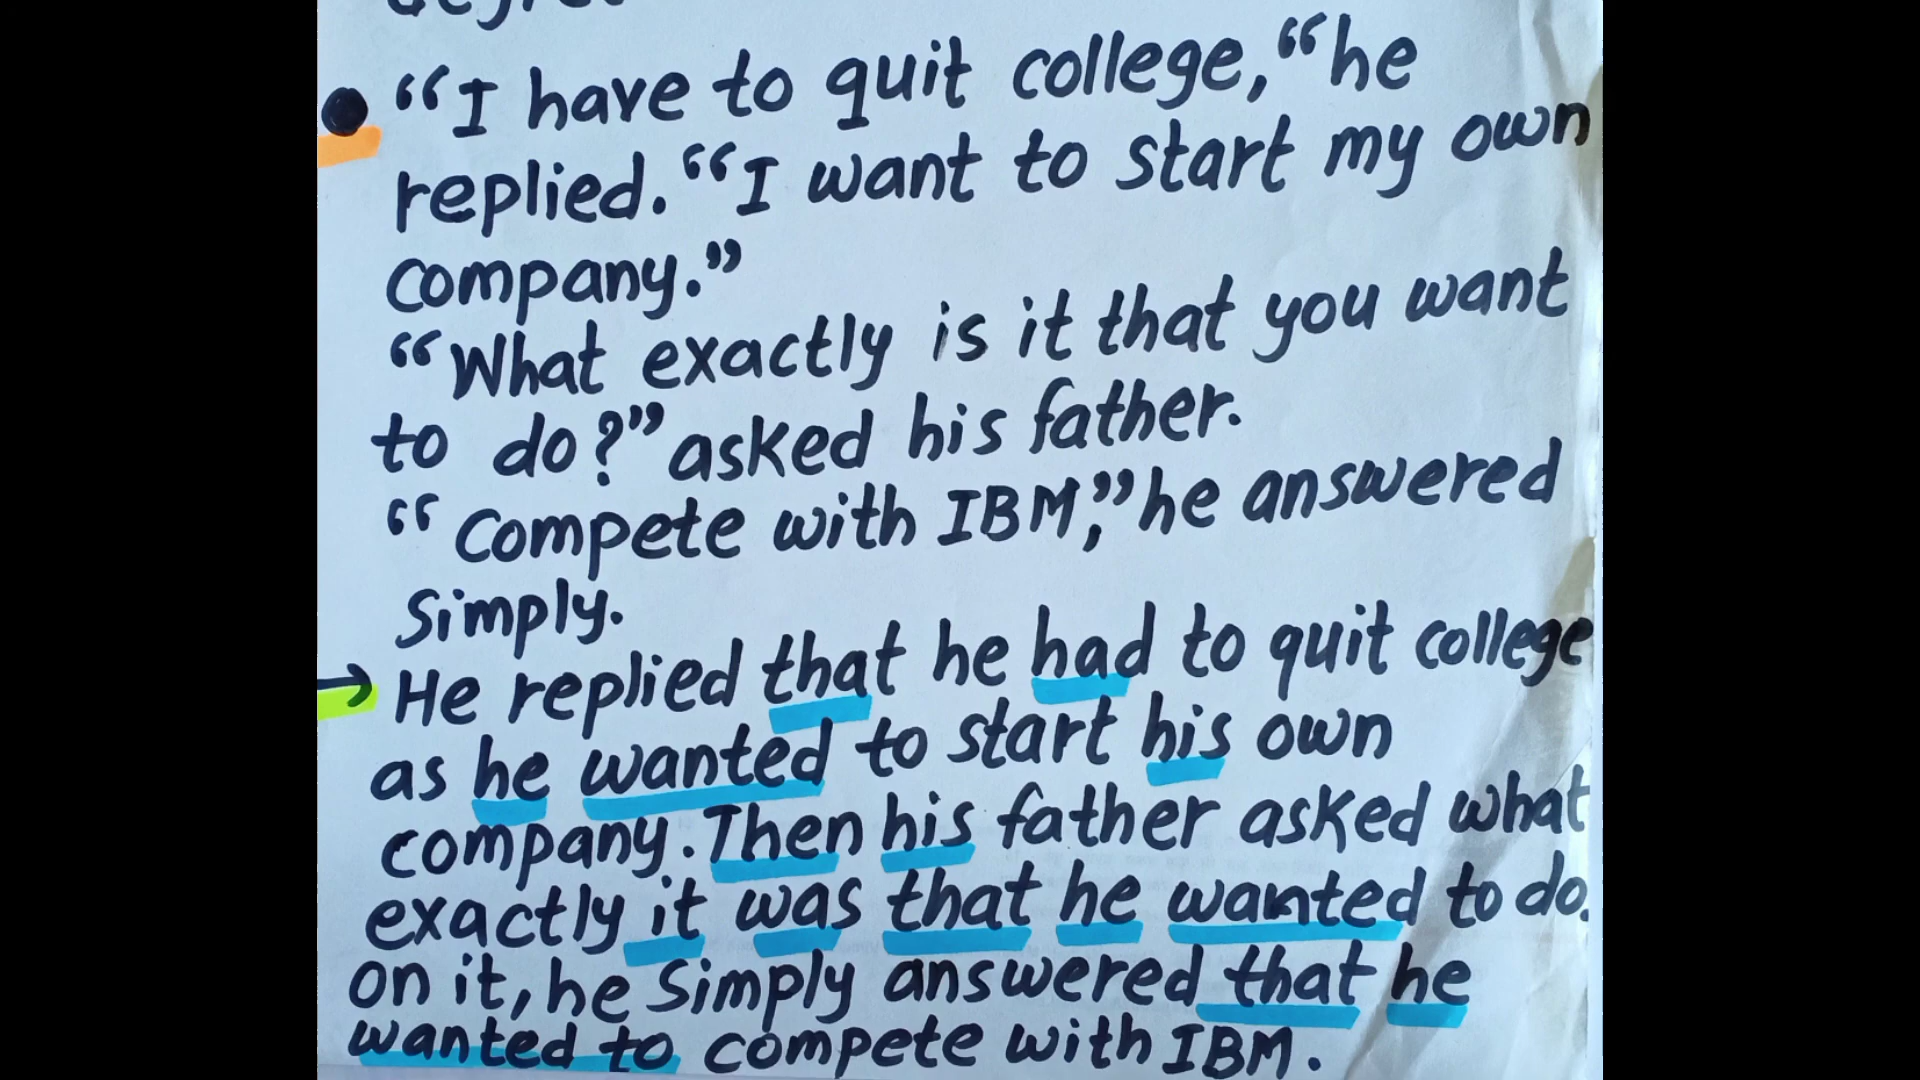 “I have to quit college,“he
replied. “I want to start my own
company.”
“What exactly is it that you want
to do?” asked his father.
“Compete with IBM,” he answered
Simply.
→ He replied that he had to quit college
as he wanted to start his own
company. Then his father asked what
exactly it was that he wanted to do.
on it, he Simply answered that he
wanted to compete with IBM.